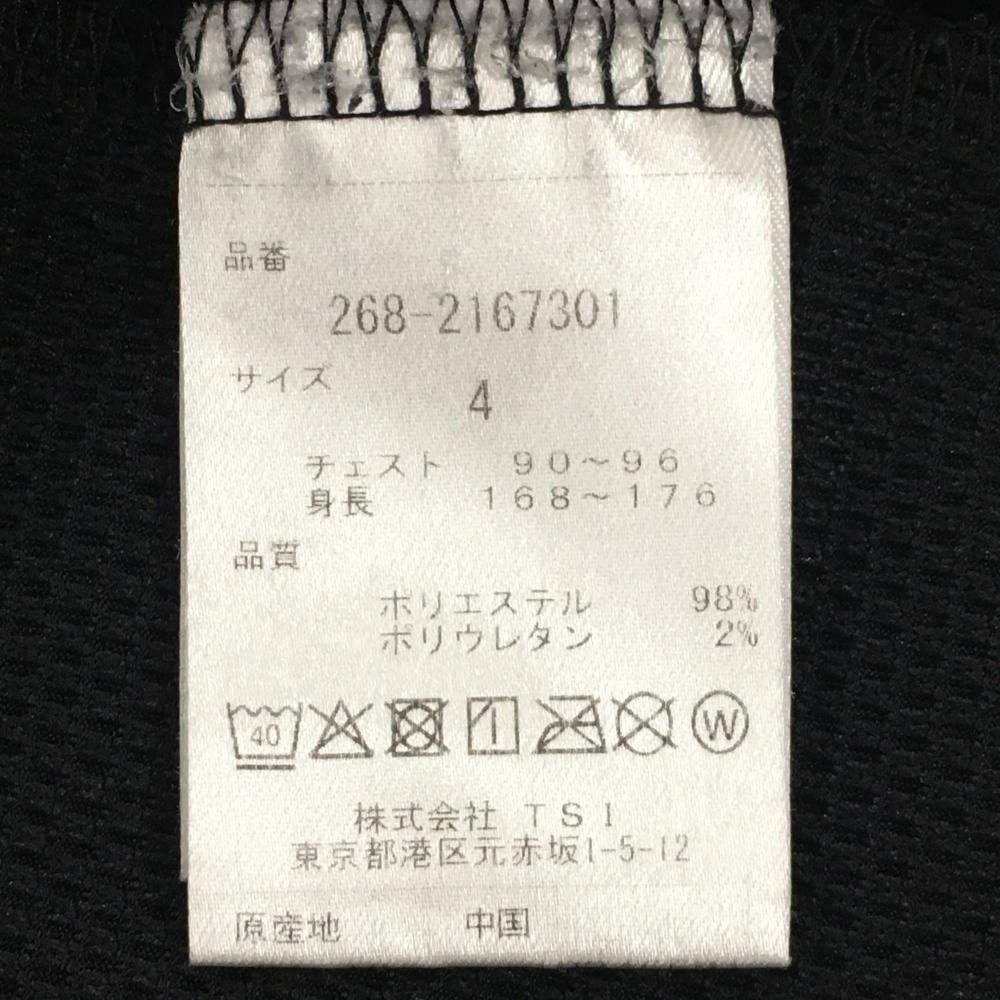 品番
268-2167301
サイズ
4
チェスト 90~96
身長 168~176
品質
ポリエステル 98%
ポリウレタン 2%
40 W
株式会社 TSI
東京都港区元赤坂1-5-12
原産地 中国